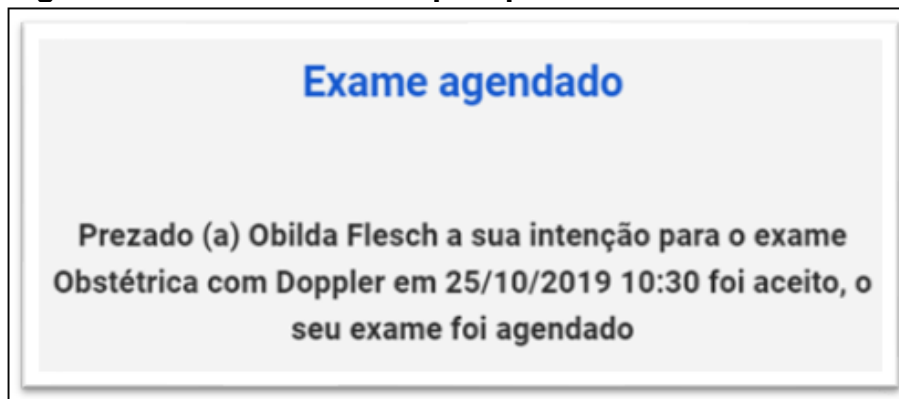 Exame agendado
Prezado (a) Obilda Flesch a sua intenção para o exame
Obstétrica com Doppler em 25/10/2019 10:30 foi aceito, o
seu exame foi agendado